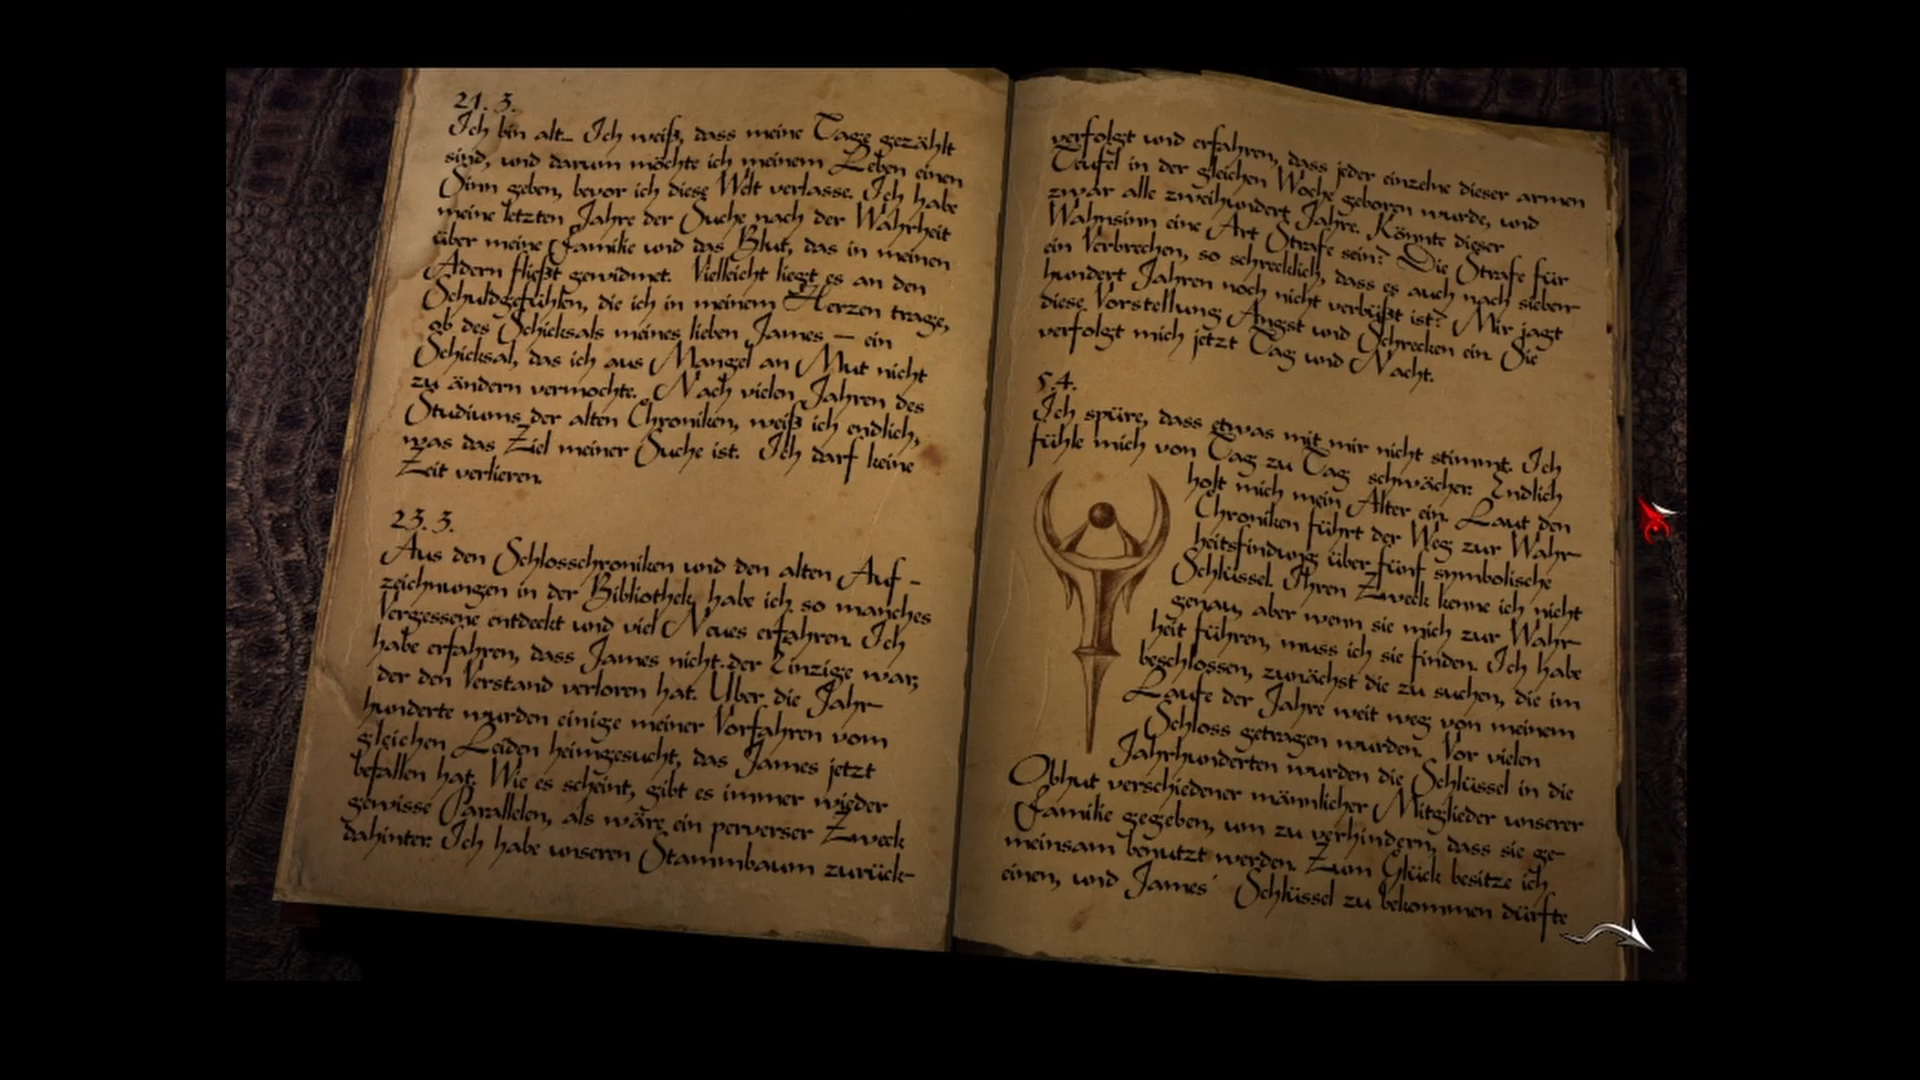 21. 3.
Ich bin alt... Ich weiß, dass meine Tage gezählt
sind, und darum möchte ich meinem Leben einen
Sinn geben, bevor ich diese Welt verlasse. Ich habe
meine letzten Jahre der Suche nach der Wahrheit
über meine Familie und das Blut, das in meinen
Adern fließt gewidmet. Vielleicht liegt es an den
Schuldgefühlen, die ich in meinem Herzen trage,
ob des Schicksals meines lieben James – ein
Schicksal, das ich aus Mangel an Mut nicht
zu ändern vermochte. Nach vielen Jahren des
Studiums der alten Chroniken, weiß ich endlich,
was das Ziel meiner Suche ist. Ich darf keine
Zeit verlieren.
23. 3.
Aus den Schlosschroniken und den alten Auf-
zeichnungen in der Bibliothek, habe ich so manches
Vergessene entdeckt und viel Neues erfahren. Ich
habe erfahren, dass James nicht der Einzige war,
der den Verstand verloren hat. Über die Jahr-
hunderte wurden einige meiner Vorfahren vom
gleichen Leiden heimgesucht, das James jetzt
befallen hat. Wie es scheint, gibt es immer wieder
gewisse Parallelen, als wäre ein perverser Zweck
dahinter. Ich habe unseren Stammbaum zurück-
verfolgt und erfahren, dass jeder einzelne dieser armen
Teufel in der gleichen Woche geboren wurde, und
zwar alle zweihundert Jahre. Könnte dieser
Wahnsinn eine Art Strafe sein? Die Strafe für
ein Verbrechen, so schrecklich, dass es auch nach sieben-
hundert Jahren noch nicht verbüßt ist? Mir jagt
diese Vorstellung Angst und Schrecken ein. Sie
verfolgt mich jetzt Tag und Nacht.
5.4.
Ich spüre, dass etwas mit mir nicht stimmt. Ich
fühle mich von Tag zu Tag schwächer. Endlich
holt mich mein Alter ein. Laut den
Chroniken führt der Weg zur Wahr-
heitsfindung über fünf symbolische
Schlüssel. Ihren Zweck kenne ich nicht
genau, aber wenn sie mich zur Wahr-
heit führen, muss ich sie finden. Ich habe
beschlossen, zunächst die zu suchen, die im
Laufe der Jahre weit weg von meinem
Schloss getragen wurden. Vor vielen
Jahrhunderten wurden die Schlüssel in die
Obhut verschiedener männlicher Mitglieder unserer
Familie gegeben, um zu verhindern, dass sie ge-
meinsam benutzt werden. Zum Glück besitze ich
einen, und James' Schlüssel zu bekommen dürfte